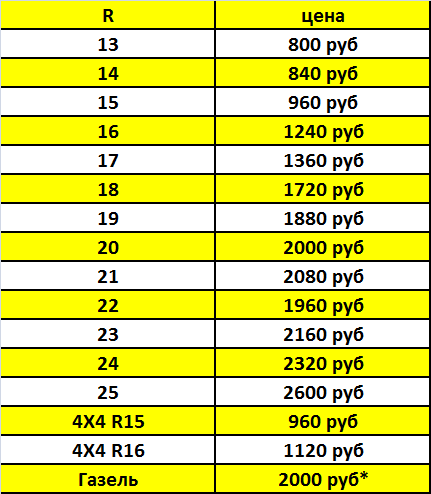 R цена
13 800 руб
14 840 руб
15 960 руб
16 1240 руб
17 1360 руб
18 1720 руб
19 1880 руб
20 2000 руб
21 2080 руб
22 1960 руб
23 2160 руб
24 2320 руб
25 2600 руб
4X4 R15 960 руб
4X4 R16 1120 руб
Газель 2000 руб*